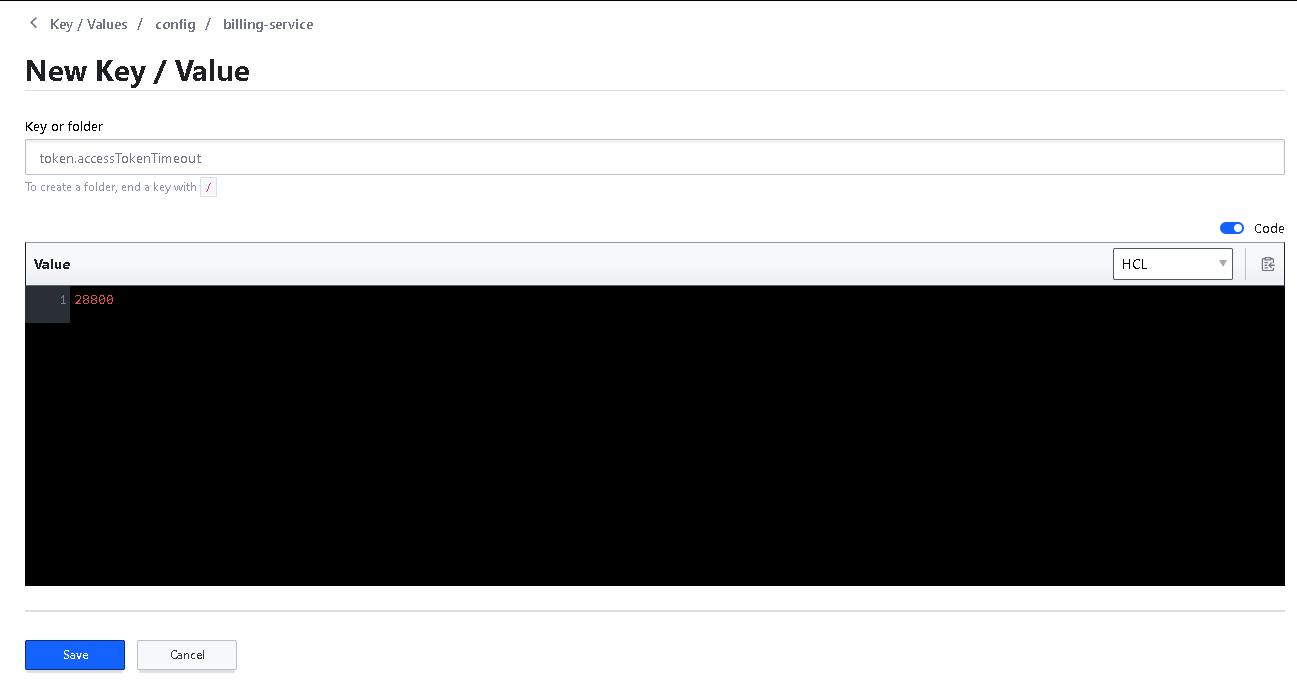 Key / Values / config / billing-service
New Key / Value
Key or folder
token.accessTokenTimeout
To create a folder, end a key with /
Code
Value HCL
1 28800
Save Cancel